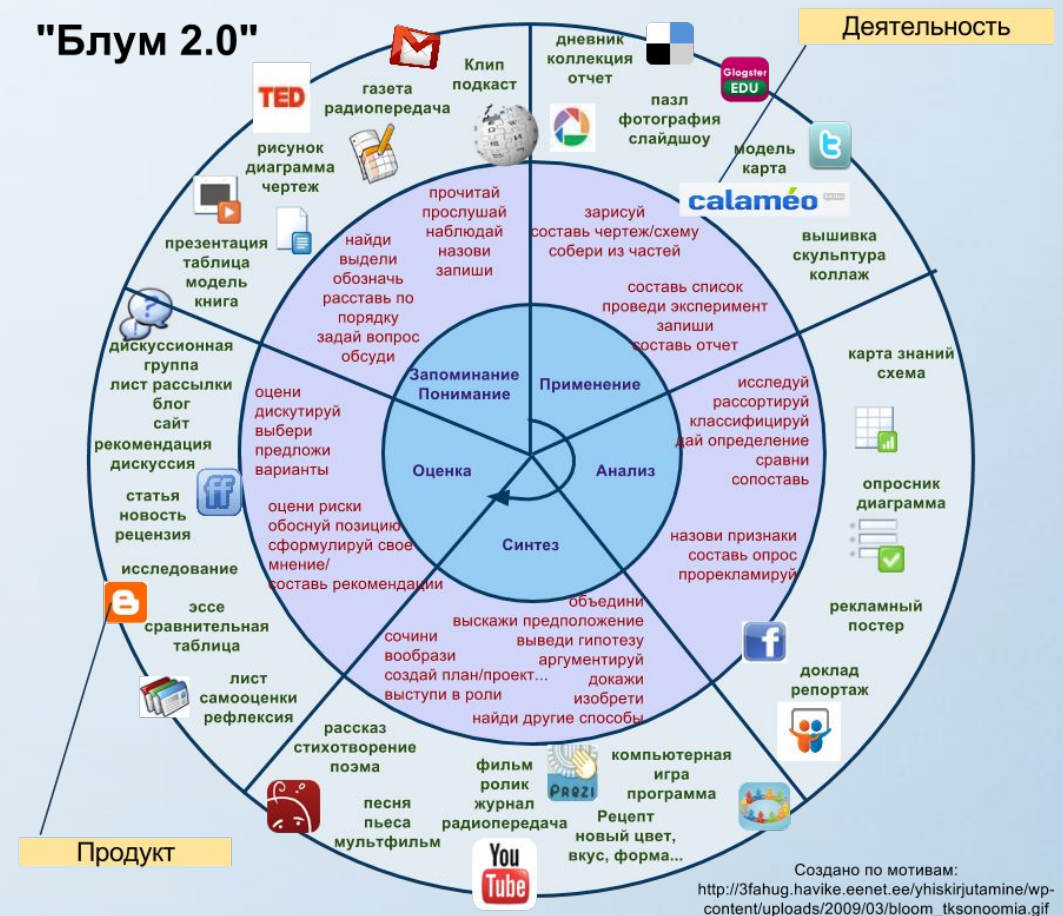 "Блум 2.0"
Деятельность
TED
газета
радиопередача
Клип
подкаст
рисунок
диаграмма
чертеж
презентация
таблица
модель
книга
дневник
коллекция
отчет
пазл
фотография
слайдшоу
Glogster
EDU
модель
карта
calaméo
вышивка
скульптура
коллаж
прочитай
прослушай
наблюдай
назови
запиши
найди
выдели
обозначь
расставь по
порядку
задай вопрос
обсуди
зарисуй
составь чертеж/схему
собери из частей
составь список
проведи эксперимент
запиши
составь отчет
Запоминание
Понимание
Применение
Оценка
Анализ
Синтез
дискуссионная
группа
лист рассылки
блог
сайт
рекомендация
дискуссия
статья
новость
рецензия
исследование
эссе
сравнительная
таблица
лист
самооценки
рефлексия
оцени
дискутируй
выбери
предложи
варианты
оцени риски
обоснуй позицию
сформулируй свое
мнение/
составь рекомендации
исследуй
рассортируй
классифицируй
дай определение
сравни
сопоставь
назови признаки
составь опрос
прорекламируй
карта знаний
схема
опросник
диаграмма
рекламный
постер
доклад
репортаж
объедини
выскажи предположение
выведи гипотезу
аргументируй
докажи
изобрети
найди другие способы
сочини
вообрази
создай план/проект...
выступи в роли
рассказ
стихотворение
поэма
песня
пьеса
мультфильм
фильм
ролик
журнал
радиопередача
PREZI
компьютерная
игра
программа
Рецепт
новый цвет,
вкус, форма...
You
Tube
ff
f
t
Продукт
Создано по мотивам:
http://3fahug.havike.eenet.ee/yhiskirjutamine/wp-
content/uploads/2009/03/bloom_tksonoomia.gif